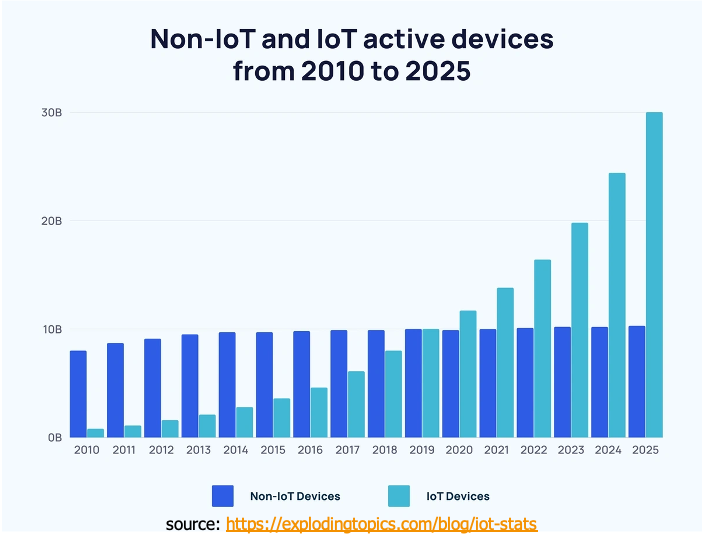 Non-IoT and IoT active devices
from 2010 to 2025
30B
20B
10B
0B
2010 2011 2012 2013 2014 2015 2016 2017 2018 2019 2020 2021 2022 2023 2024 2025
Non-IoT Devices IoT Devices
source: https://explodingtopics.com/blog/iot-stats